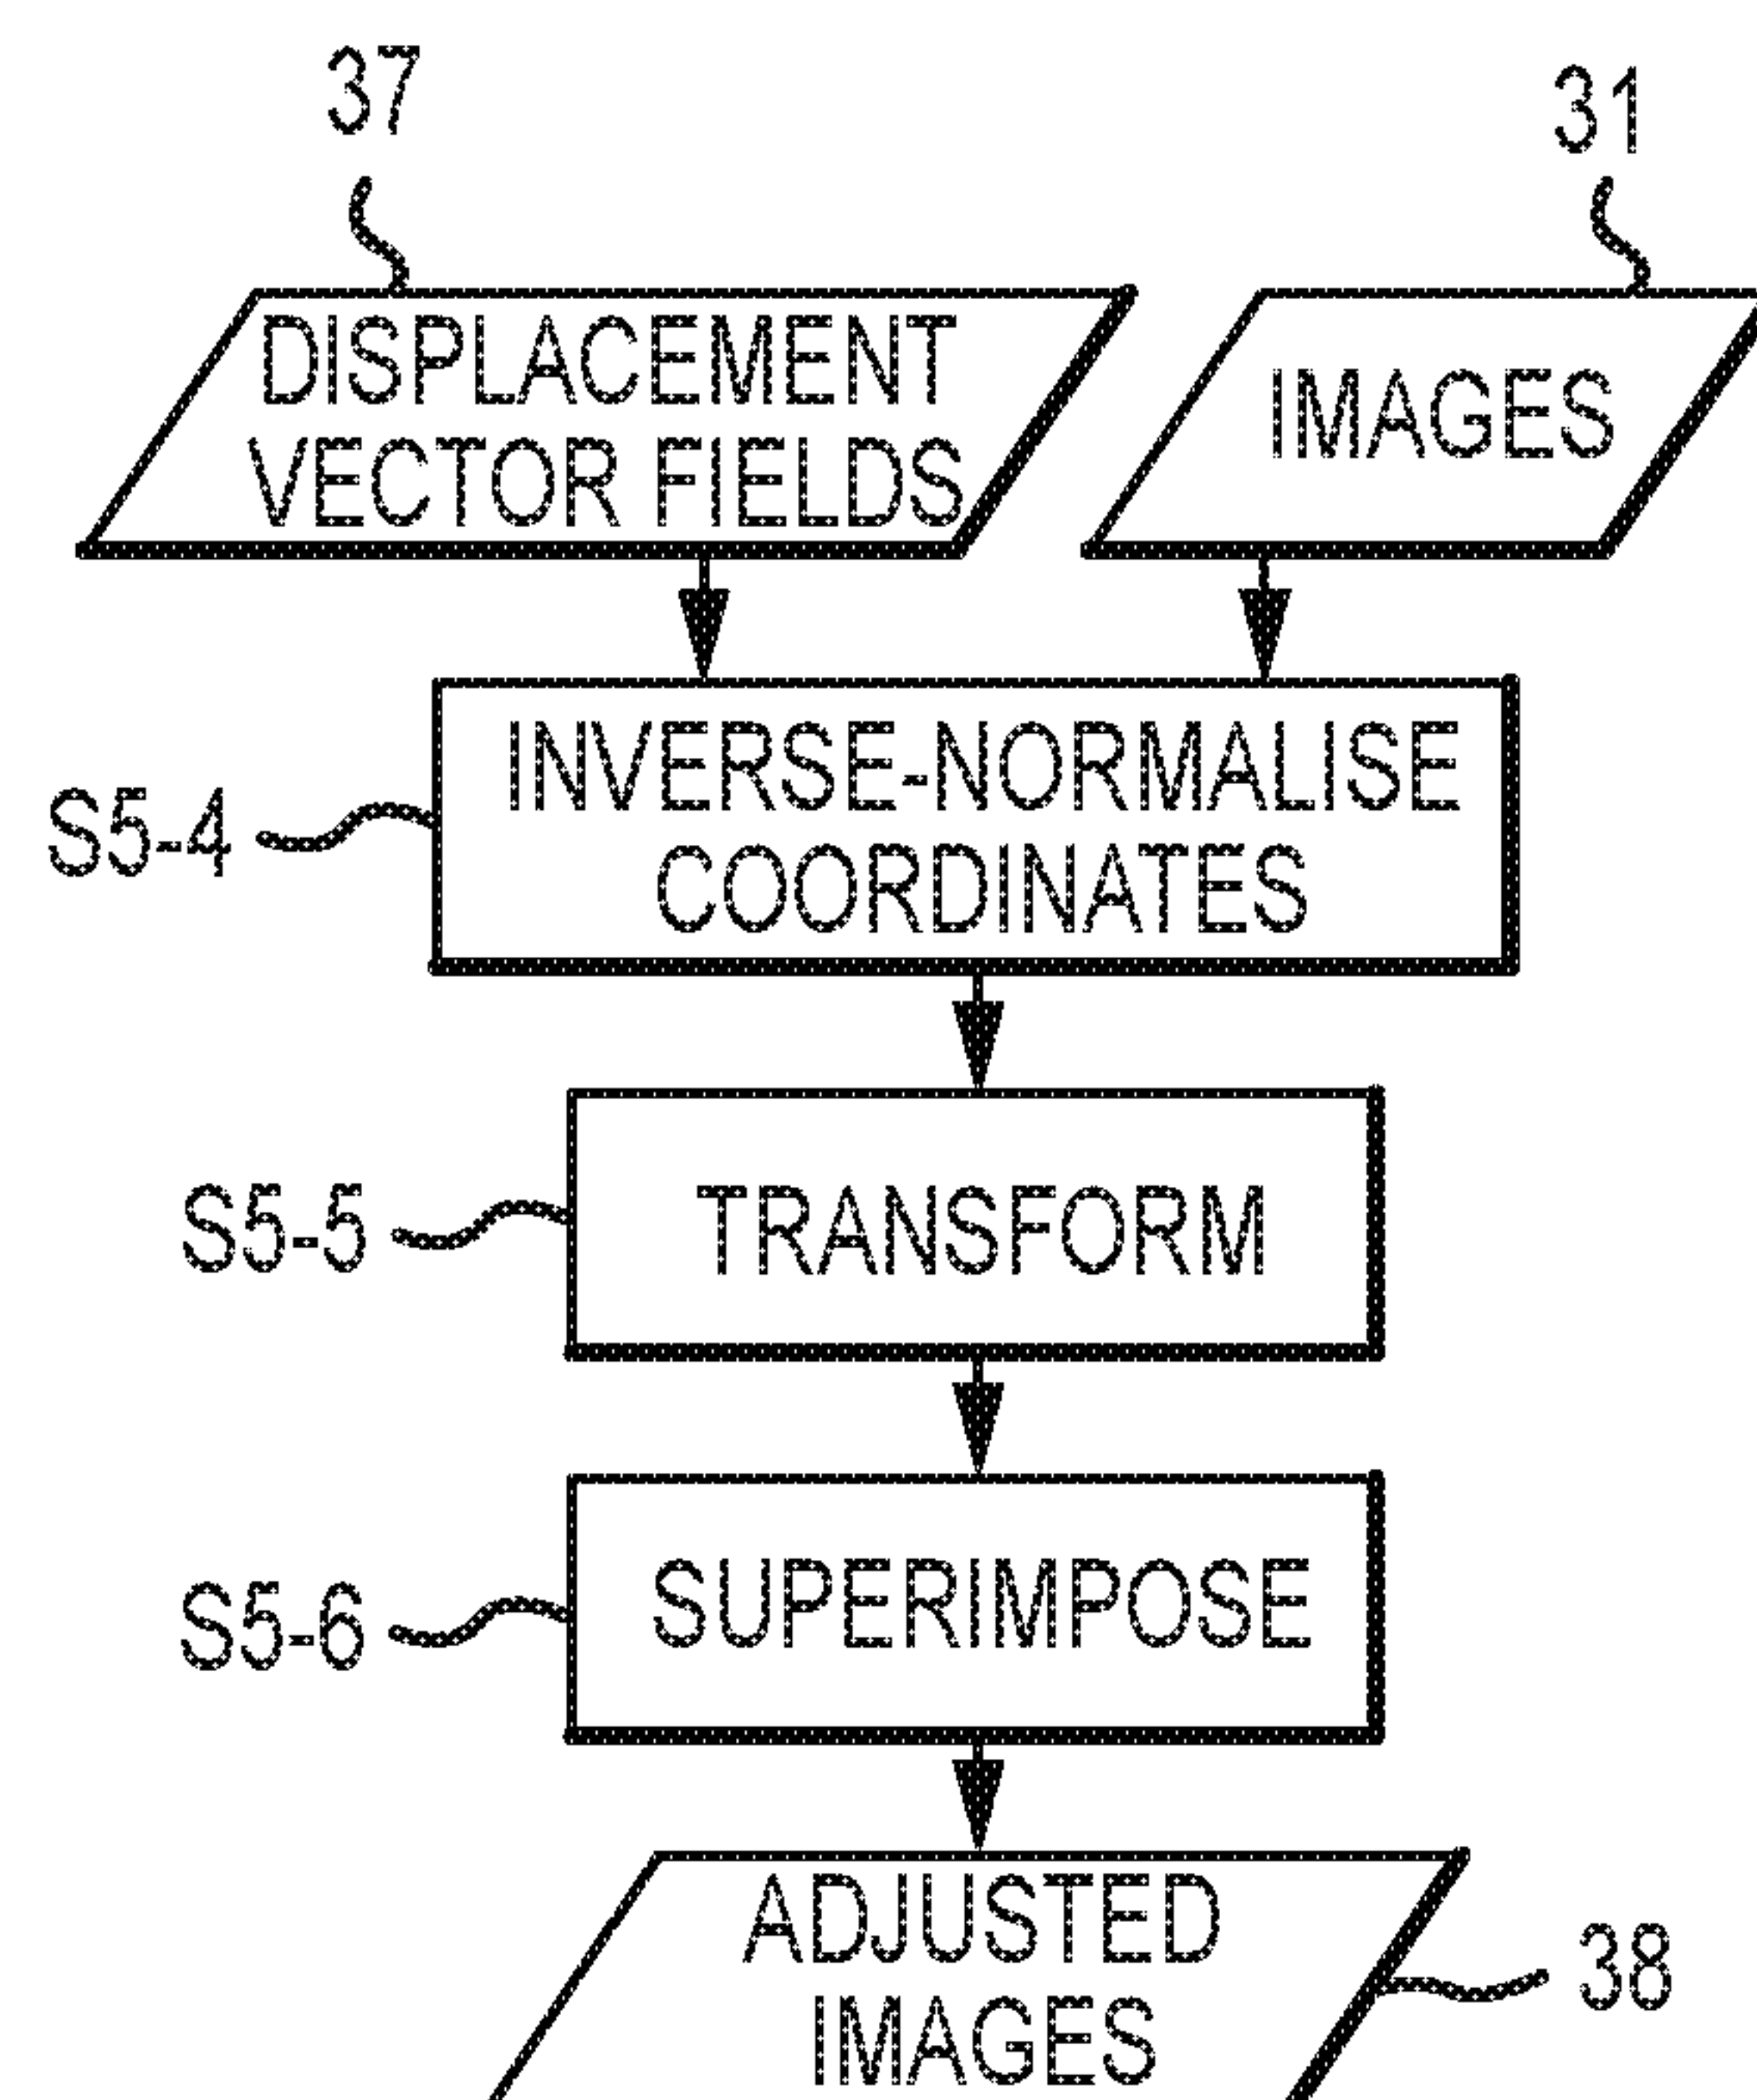 37
31
DISPLACEMENT
VECTOR FIELDS
IMAGES
INVERSE-NORMALISE
COORDINATES
S5-4
TRANSFORM
S5-5
SUPERIMPOSE
S5-6
ADJUSTED
IMAGES
38